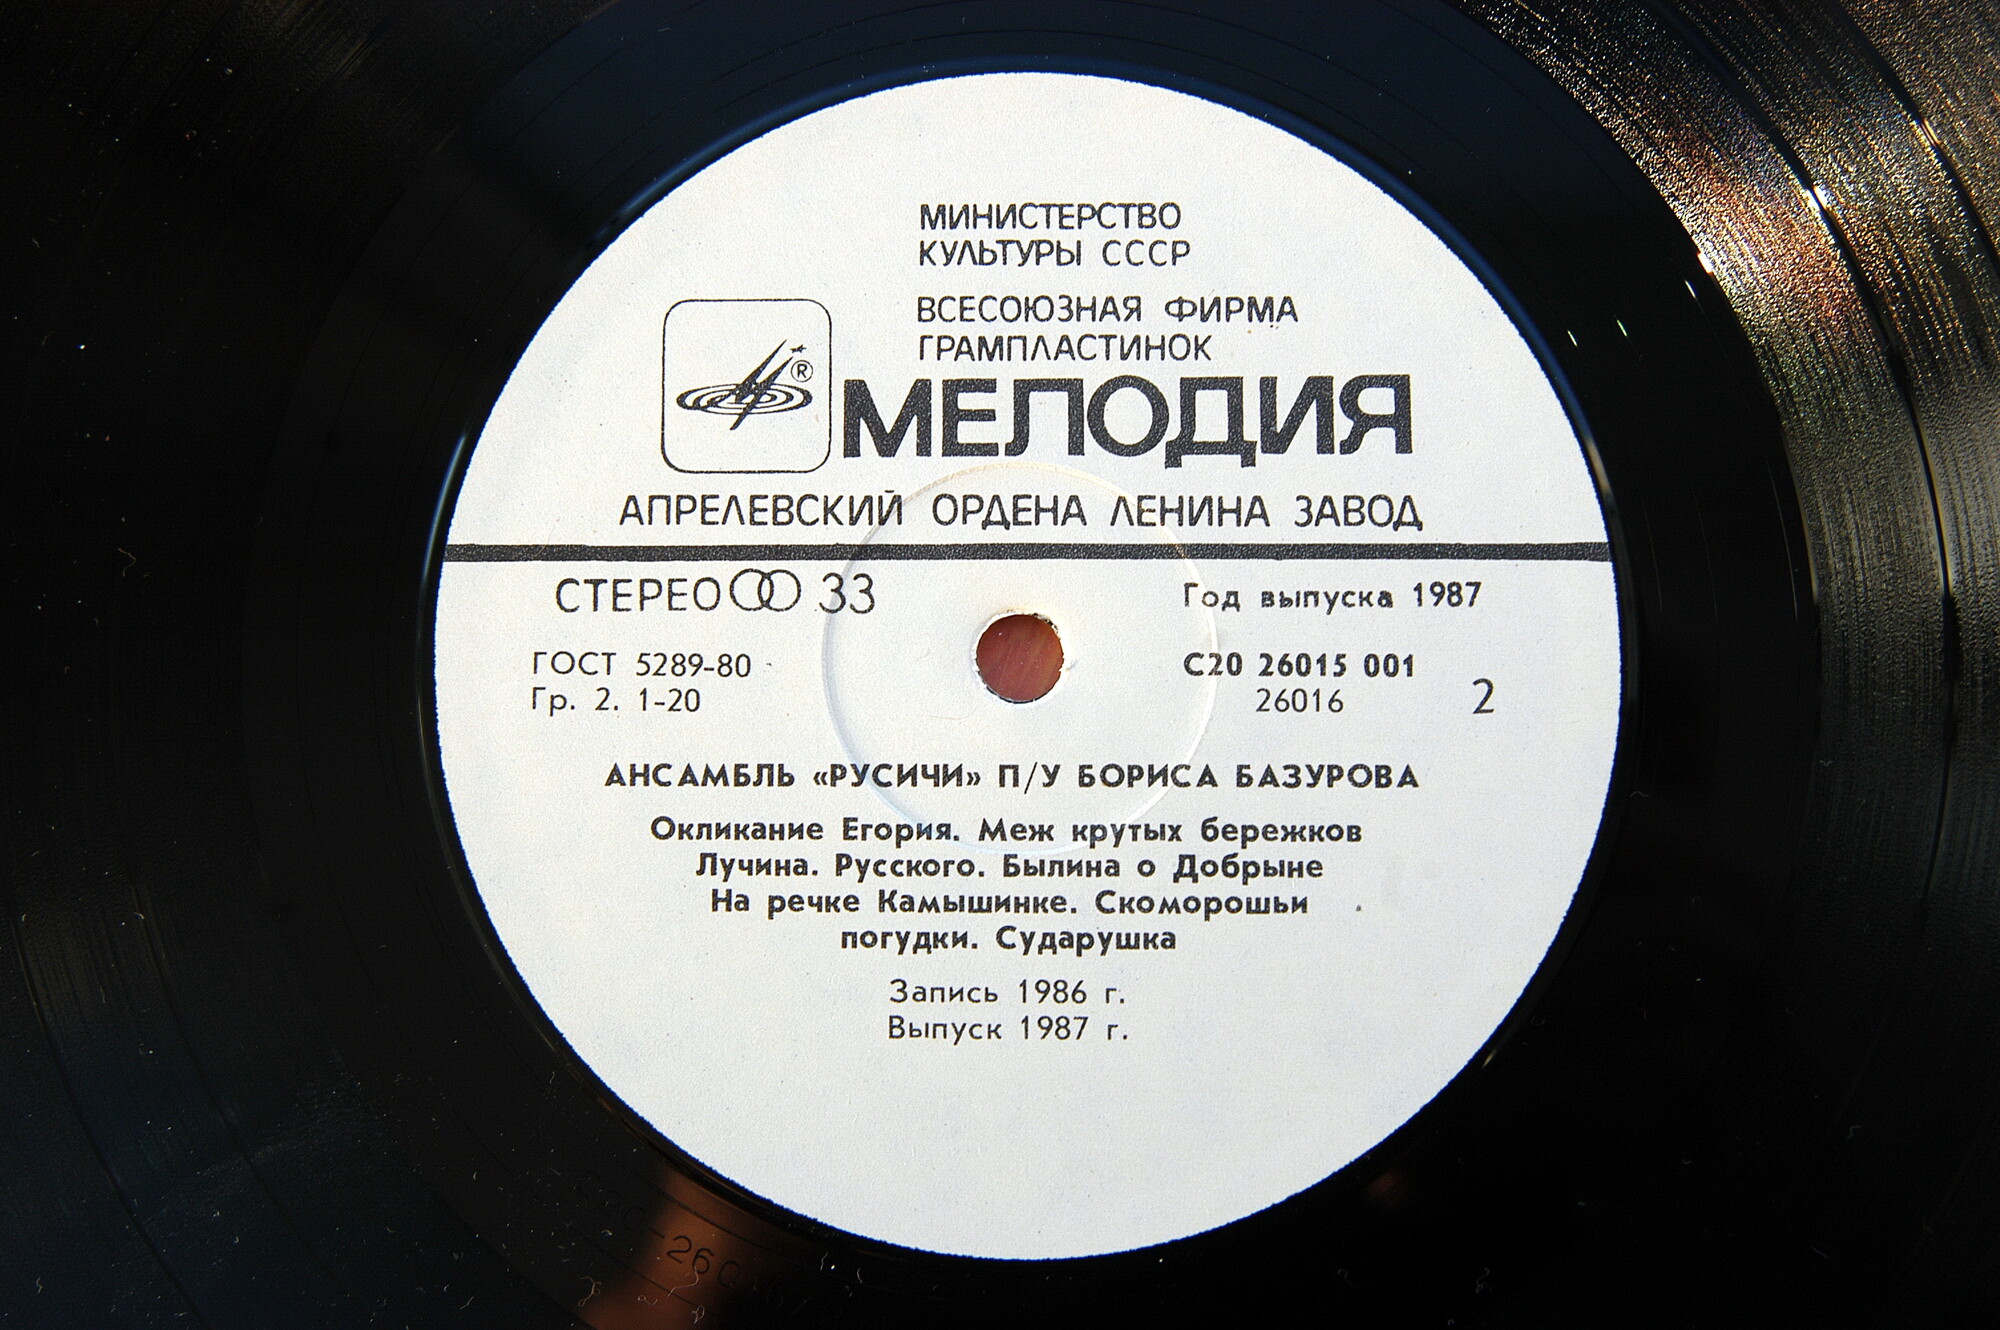 МИНИСТЕРСТВО
КУЛЬТУРЫ СССР
ВСЕСОЮЗНАЯ ФИРМА
ГРАМПЛАСТИНОК
®
МЕЛОДИЯ
АПРЕЛЕВСКИЙ ОРДЕНА ЛЕНИНА ЗАВОД
СТЕРЕО 33
Год выпуска 1987
ГОСТ 5289-80
Гр. 2. 1-20
С20 26015 001
26016
2
АНСАМБЛЬ «РУСИЧИ» П/У БОРИСА БАЗУРОВА
Окликание Егория. Меж крутых бережков
Лучина. Русского. Былина о Добрыне
На речке Камышинке. Скоморошьи
погудки. Сударушка
Запись 1986 г.
Выпуск 1987 г.